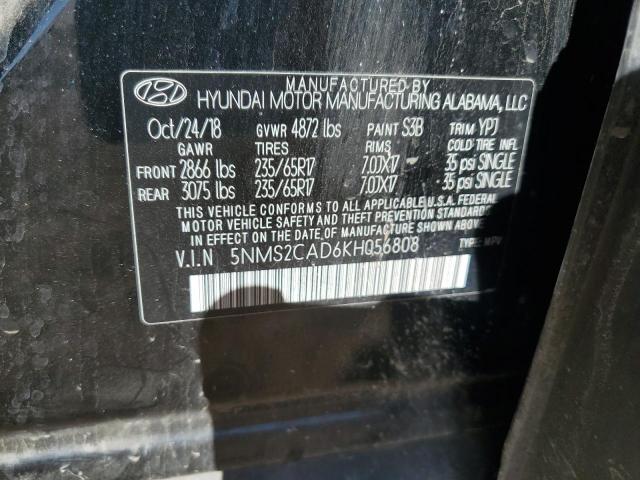 MANUFACTURED BY
HYUNDAI MOTOR MANUFACTURING ALABAMA, LLC
Oct/24/18 GVWR 4872 lbs PAINT S3B TRIM YPJ
GAWR TIRES RIMS COLD TIRE INFL
FRONT 2866 lbs 235/65R17 7.0JX17 35 psi SINGLE
REAR 3075 lbs 235/65R17 7.0JX17 35 psi SINGLE
THIS VEHICLE CONFORMS TO ALL APPLICABLE U.S.A. FEDERAL
MOTOR VEHICLE SAFETY AND THEFT PREVENTION STANDARDS
IN EFFECT ON THE DATE OF MANUFACTURE SHOWN ABOVE.
V.I.N 5NMS2CAD6KH056808 TYPE: MPV